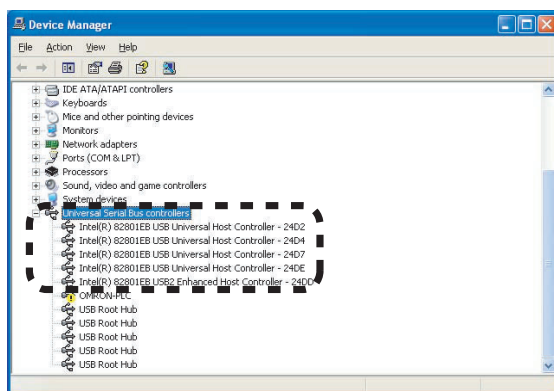 Device Manager
File Action View Help
IDE ATA/ATAPI controllers
Keyboards
Mice and other pointing devices
Monitors
Network adapters
Ports (COM & LPT)
Processors
Sound, video and game controllers
System devices
Universal Serial Bus controllers
Intel(R) 82801EB USB Universal Host Controller - 24D2
Intel(R) 82801EB USB Universal Host Controller - 24D4
Intel(R) 82801EB USB Universal Host Controller - 24D7
Intel(R) 82801EB USB Universal Host Controller - 24DE
Intel(R) 82801EB USB2 Enhanced Host Controller - 24DD
OMRON-PLC
USB Root Hub
USB Root Hub
USB Root Hub
USB Root Hub
USB Root Hub